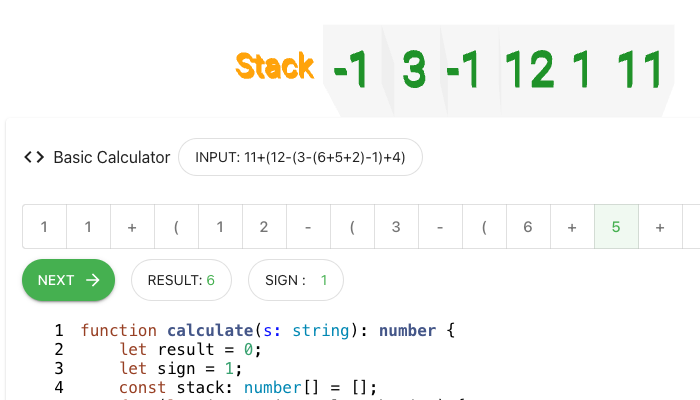 Stack -1 3 -1 12 1 11
<> Basic Calculator INPUT: 11+(12-(3-(6+5+2)-1)+4)
1 1 + ( 1 2 - ( 3 - ( 6 + 5 +
NEXT → RESULT: 6 SIGN : 1
1 function calculate(s: string): number {
2 let result = 0;
3 let sign = 1;
4 const stack: number[] = [];